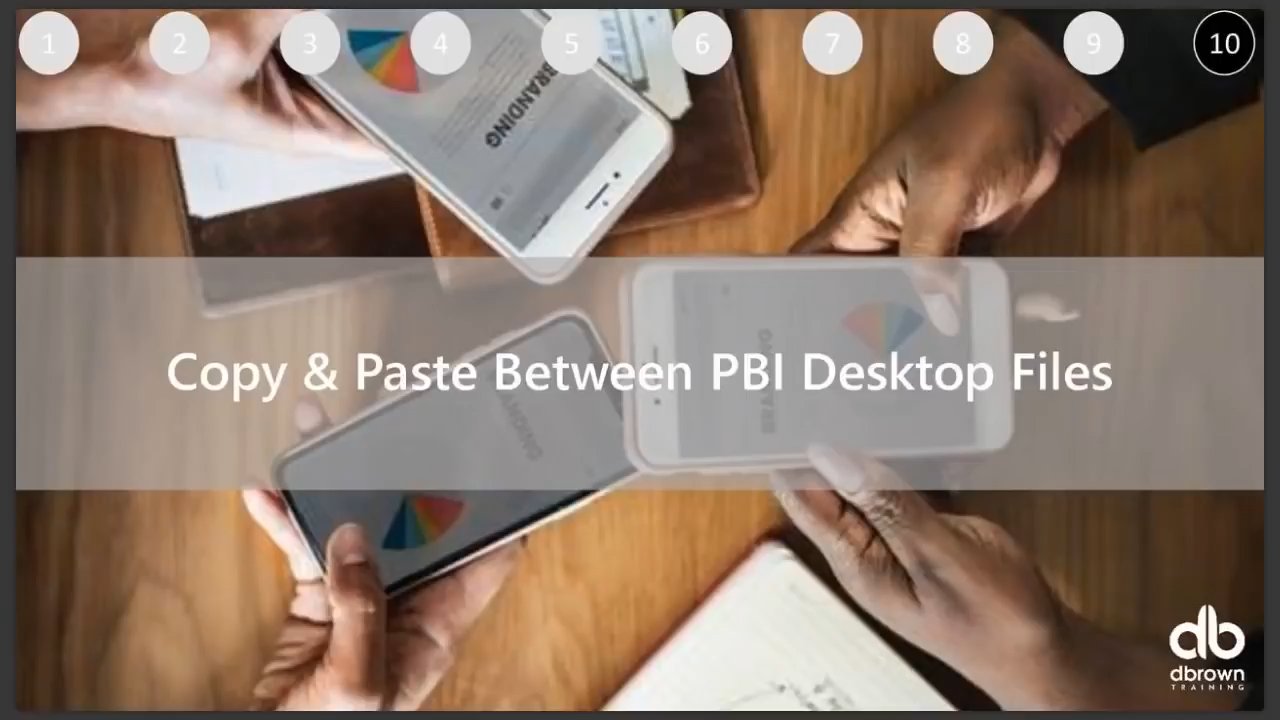 1 2 3 4 5 6 7 8 9 10
BRANDING
Copy & Paste Between PBI Desktop Files
db
dbrown
TRAINING